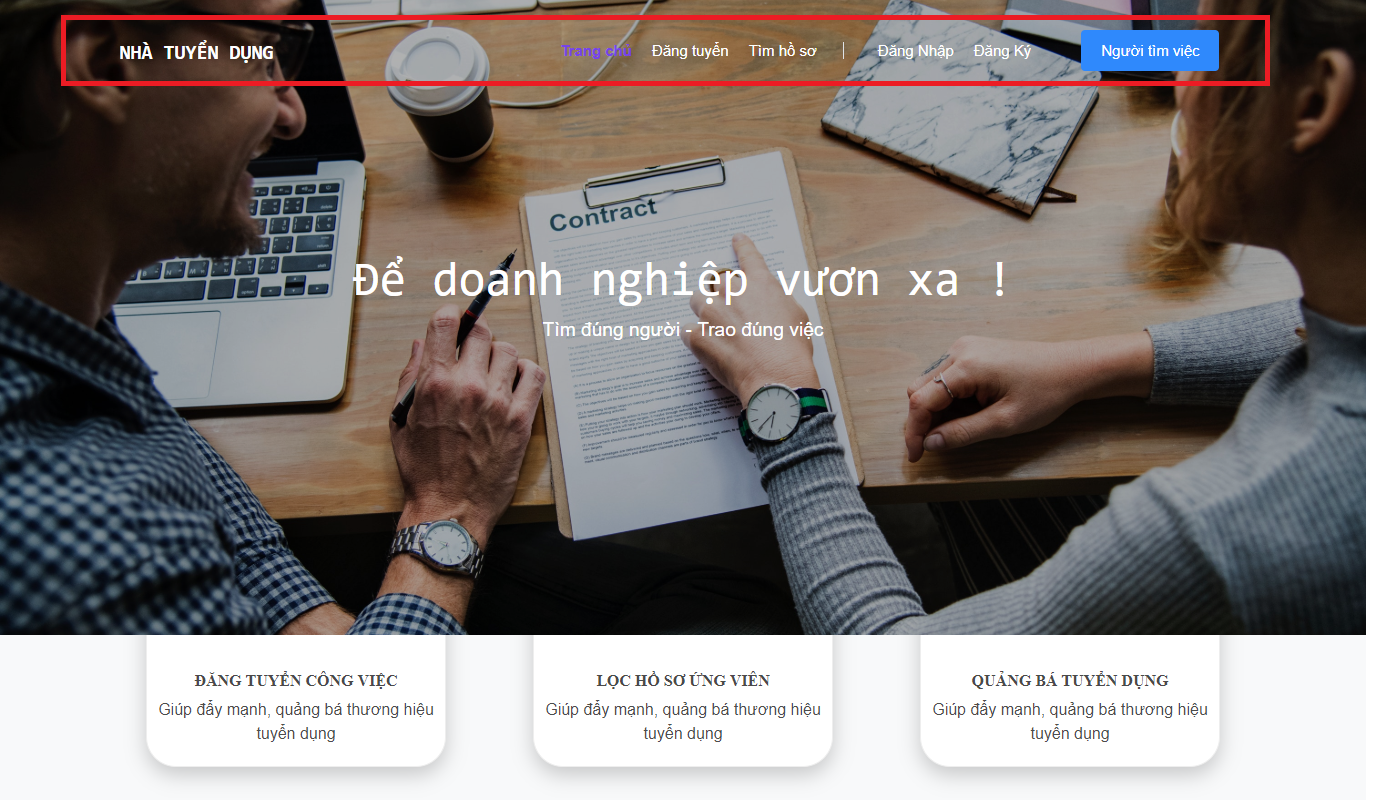 NHÀ TUYỂN DỤNG
Trang chủ Đăng tuyển Tìm hồ sơ | Đăng Nhập Đăng Ký Người tìm việc
Contract
Để doanh nghiệp vươn xa !
Tìm đúng người - Trao đúng việc
ĐĂNG TUYỂN CÔNG VIỆC
Giúp đẩy mạnh, quảng bá thương hiệu
tuyển dụng
LỌC HỒ SƠ ỨNG VIÊN
Giúp đẩy mạnh, quảng bá thương hiệu
tuyển dụng
QUẢNG BÁ TUYỂN DỤNG
Giúp đẩy mạnh, quảng bá thương hiệu
tuyển dụng